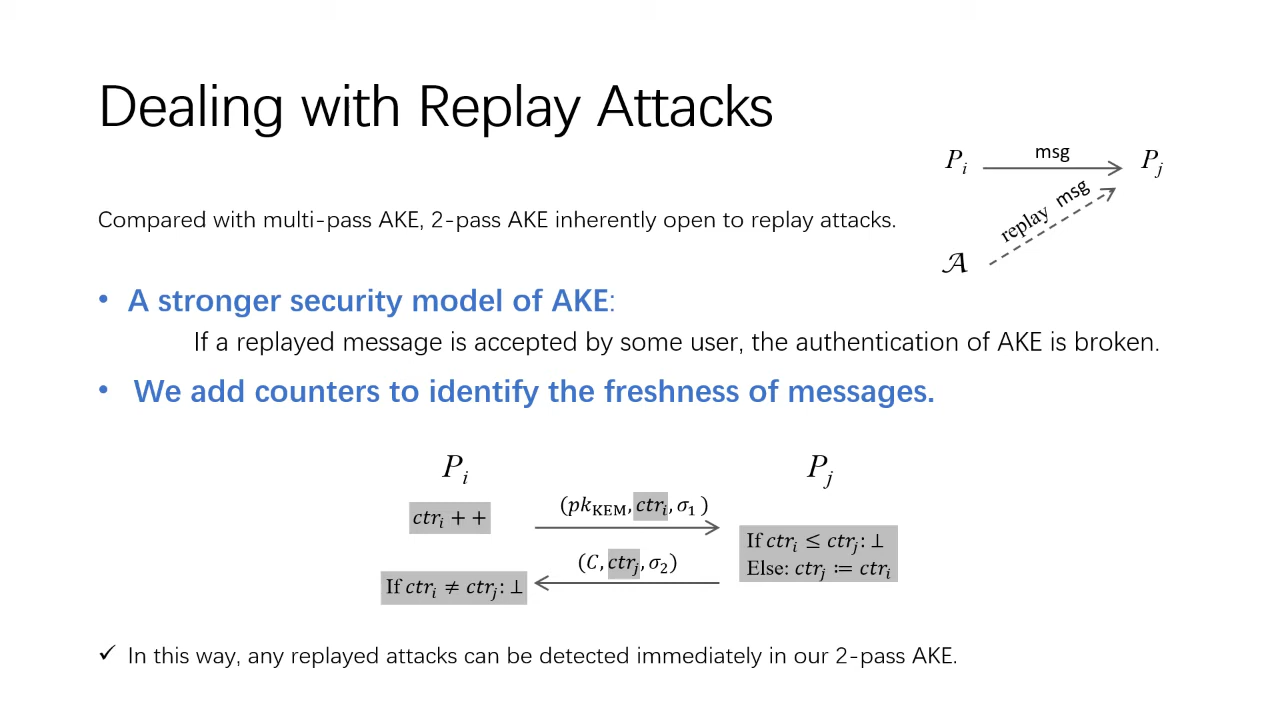 Dealing with Replay Attacks
P_i msg P_j
Compared with multi-pass AKE, 2-pass AKE inherently open to replay attacks.
replay msg
𝒜
• A stronger security model of AKE:
If a replayed message is accepted by some user, the authentication of AKE is broken.
• We add counters to identify the freshness of messages.
P_i P_j
ctr_i + +
(pk_KEM, ctr_i, σ_1 )
If ctr_i ≤ ctr_j: ⊥
Else: ctr_j ≔ ctr_i
(C, ctr_j, σ_2)
If ctr_i ≠ ctr_j: ⊥
✓ In this way, any replayed attacks can be detected immediately in our 2-pass AKE.